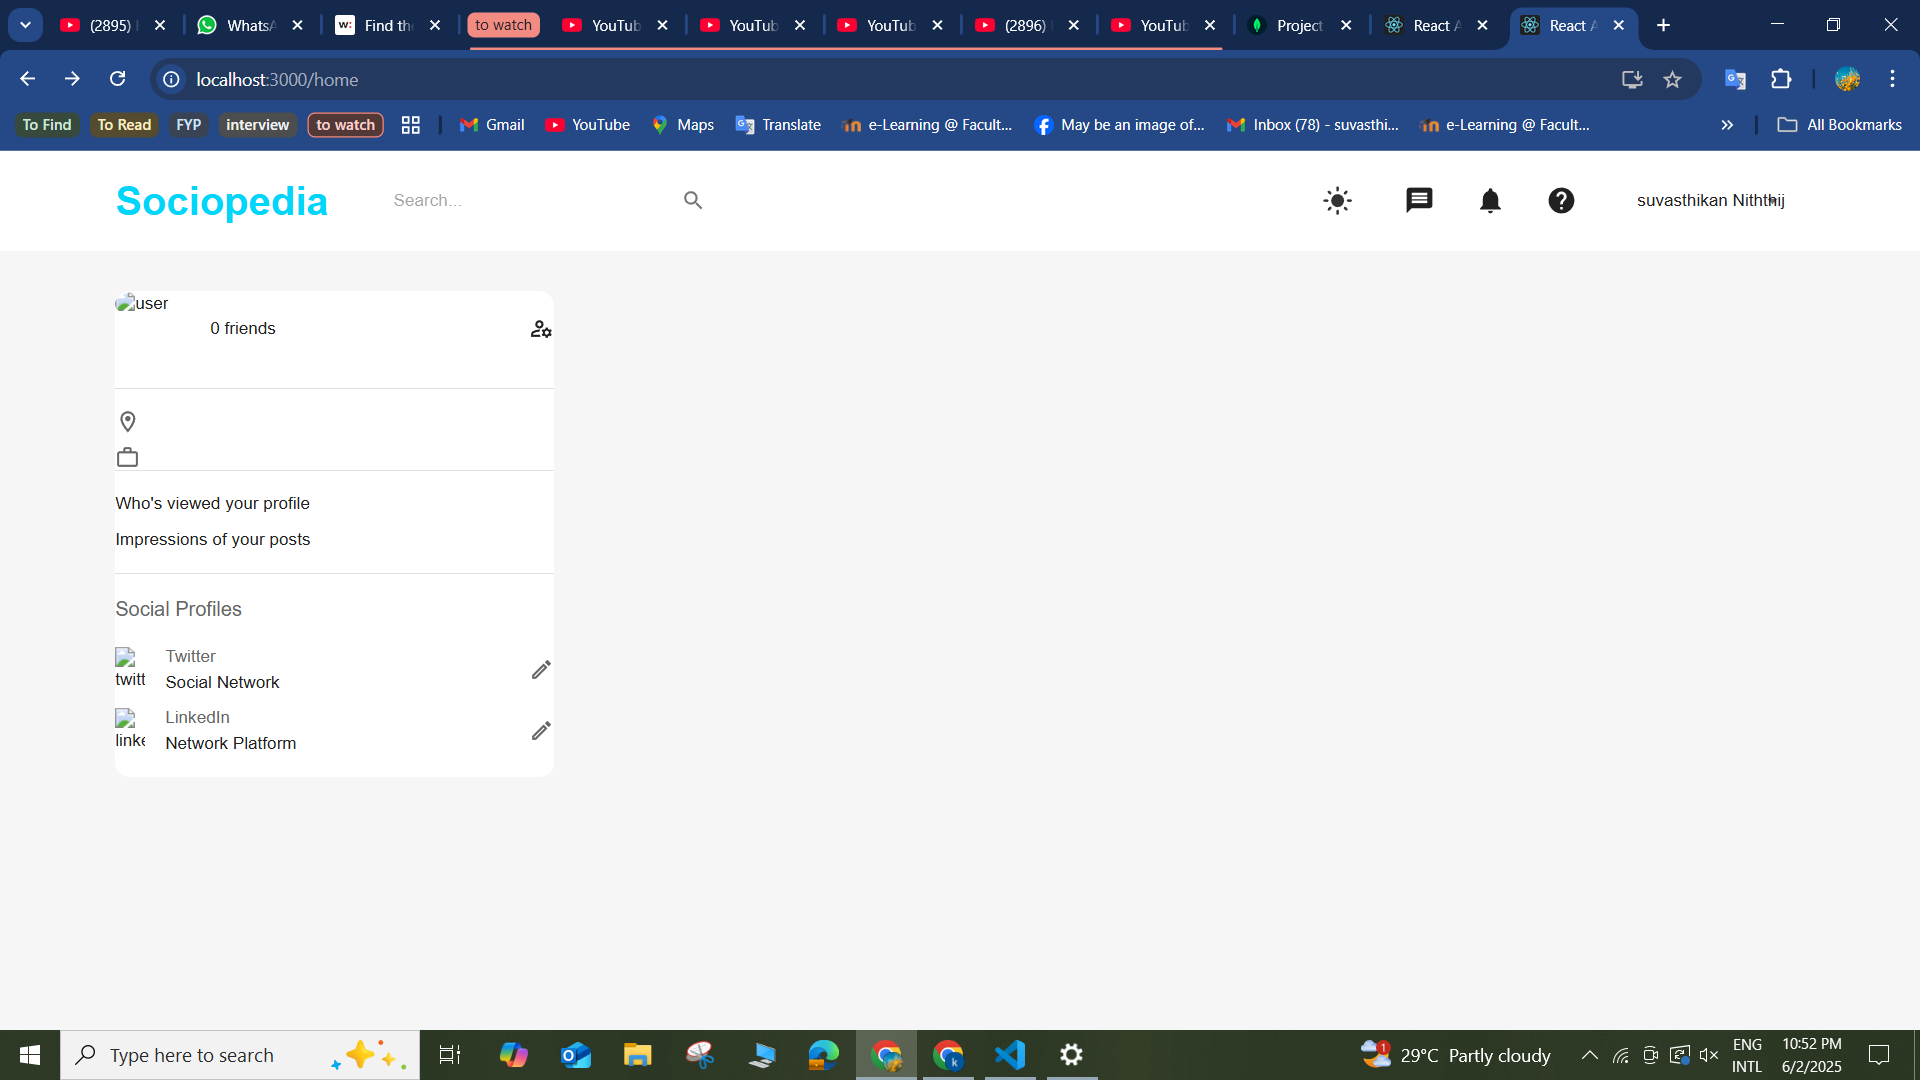 (2895)
WhatsA
Find the
to watch
YouTub
YouTub
YouTub
(2896)
YouTub
Project
React A
React A
localhost:3000/home
To Find
To Read
FYP
interview
to watch
Gmail
YouTube
Maps
Translate
e-Learning @ Facult...
May be an image of...
Inbox (78) - suvasthi...
e-Learning @ Facult...
All Bookmarks
Sociopedia
Search...
suvasthikan Niththij
user
0 friends
Who's viewed your profile
Impressions of your posts
Social Profiles
Twitter
twitt
Social Network
LinkedIn
linke
Network Platform
Type here to search
29°C Partly cloudy
ENG
INTL
10:52 PM
6/2/2025